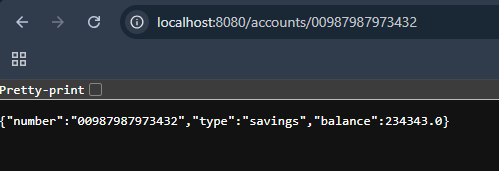 localhost:8080/accounts/00987987973432
Pretty-print
{"number":"00987987973432","type":"savings","balance":234343.0}